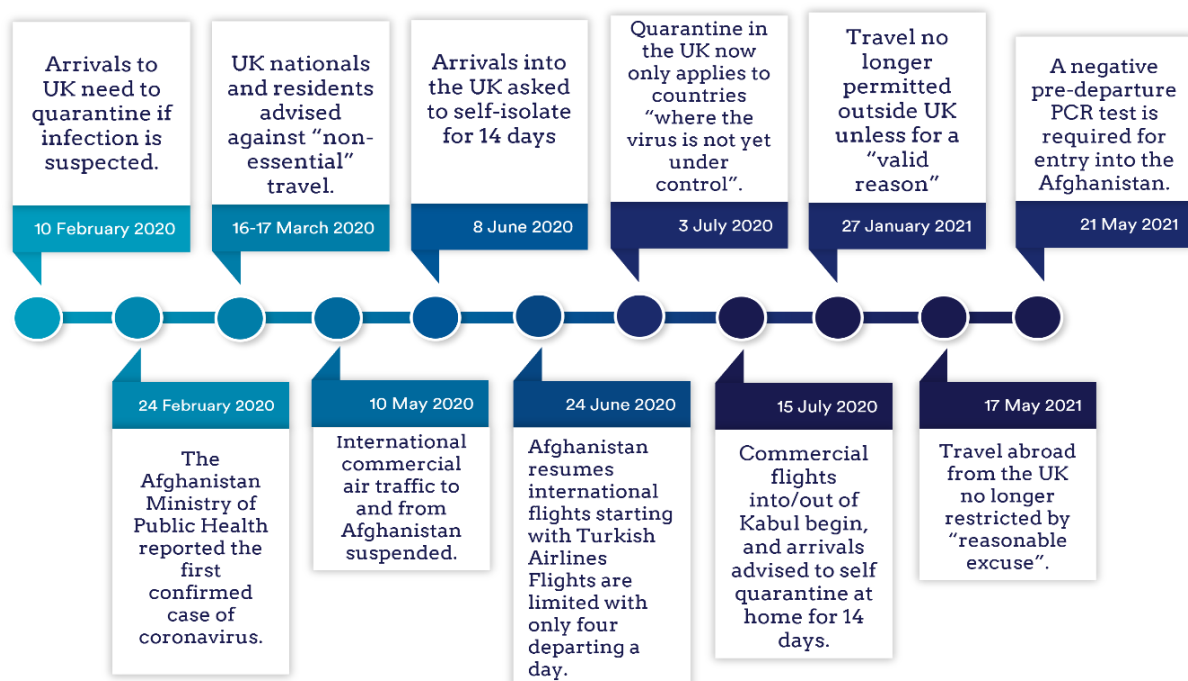 Arrivals to
UK need to
quarantine if
infection is
suspected.
10 February 2020
UK nationals
and residents
advised
against “non-
essential”
travel.
16-17 March 2020
Arrivals into
the UK asked
to self-isolate
for 14 days
8 June 2020
Quarantine in
the UK now
only applies to
countries
“where the
virus is not yet
under
control”.
3 July 2020
Travel no
longer
permitted
outside UK
unless for a
“valid
reason”
27 January 2021
A negative
pre-departure
PCR test is
required for
entry into the
Afghanistan.
21 May 2021
24 February 2020
The
Afghanistan
Ministry of
Public Health
reported the
first
confirmed
case of
coronavirus.
10 May 2020
International
commercial
air traffic to
and from
Afghanistan
suspended.
24 June 2020
Afghanistan
resumes
international
flights starting
with Turkish
Airlines
Flights are
limited with
only four
departing a
day.
15 July 2020
Commercial
flights
into/out of
Kabul begin,
and arrivals
advised to self
quarantine at
home for 14
days.
17 May 2021
Travel abroad
from the UK
no longer
restricted by
“reasonable
excuse”.